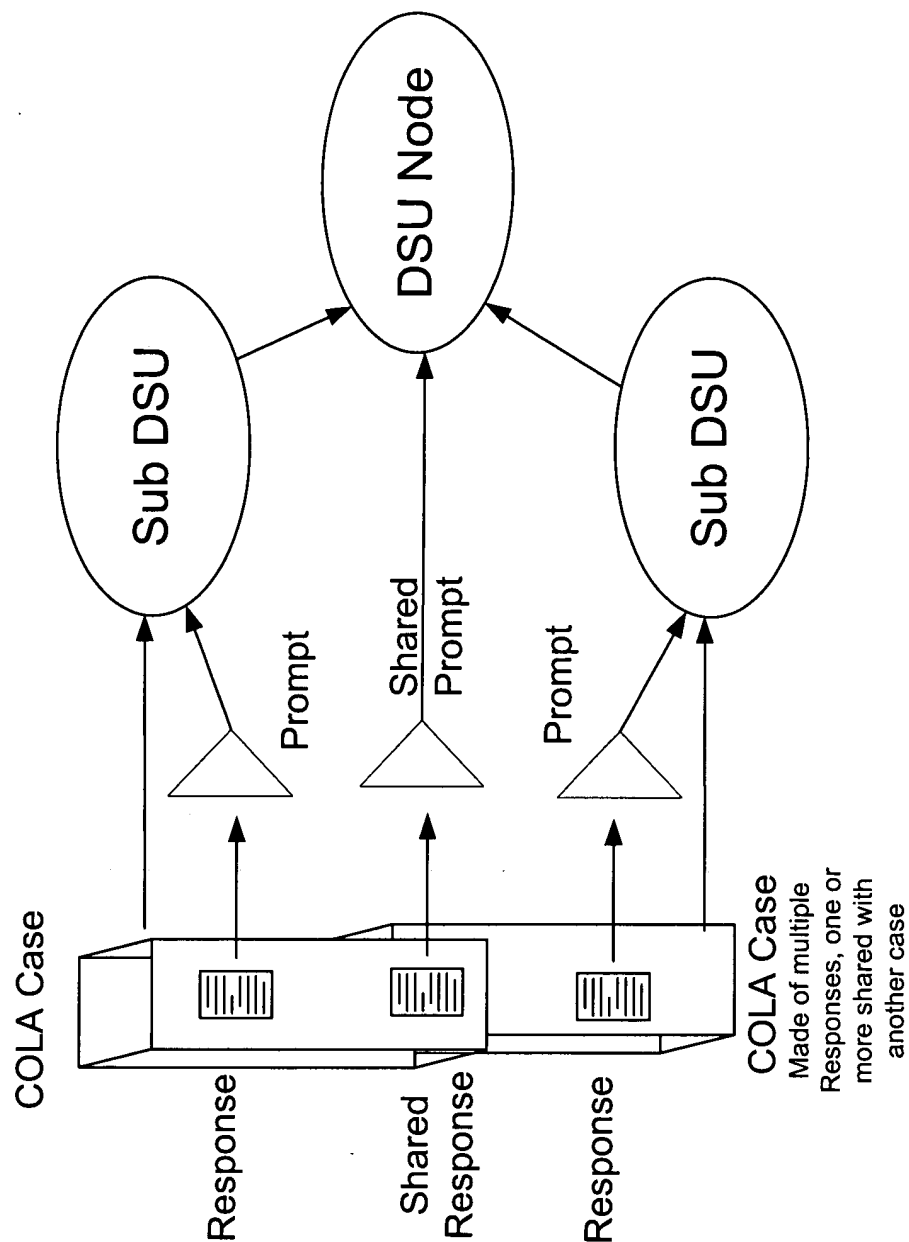 COLA Case
Response
Shared
Response
Response
COLA Case
Made of multiple
Responses, one or
more shared with
another case
Prompt
Shared
Prompt
Prompt
Sub DSU
Sub DSU
DSU Node